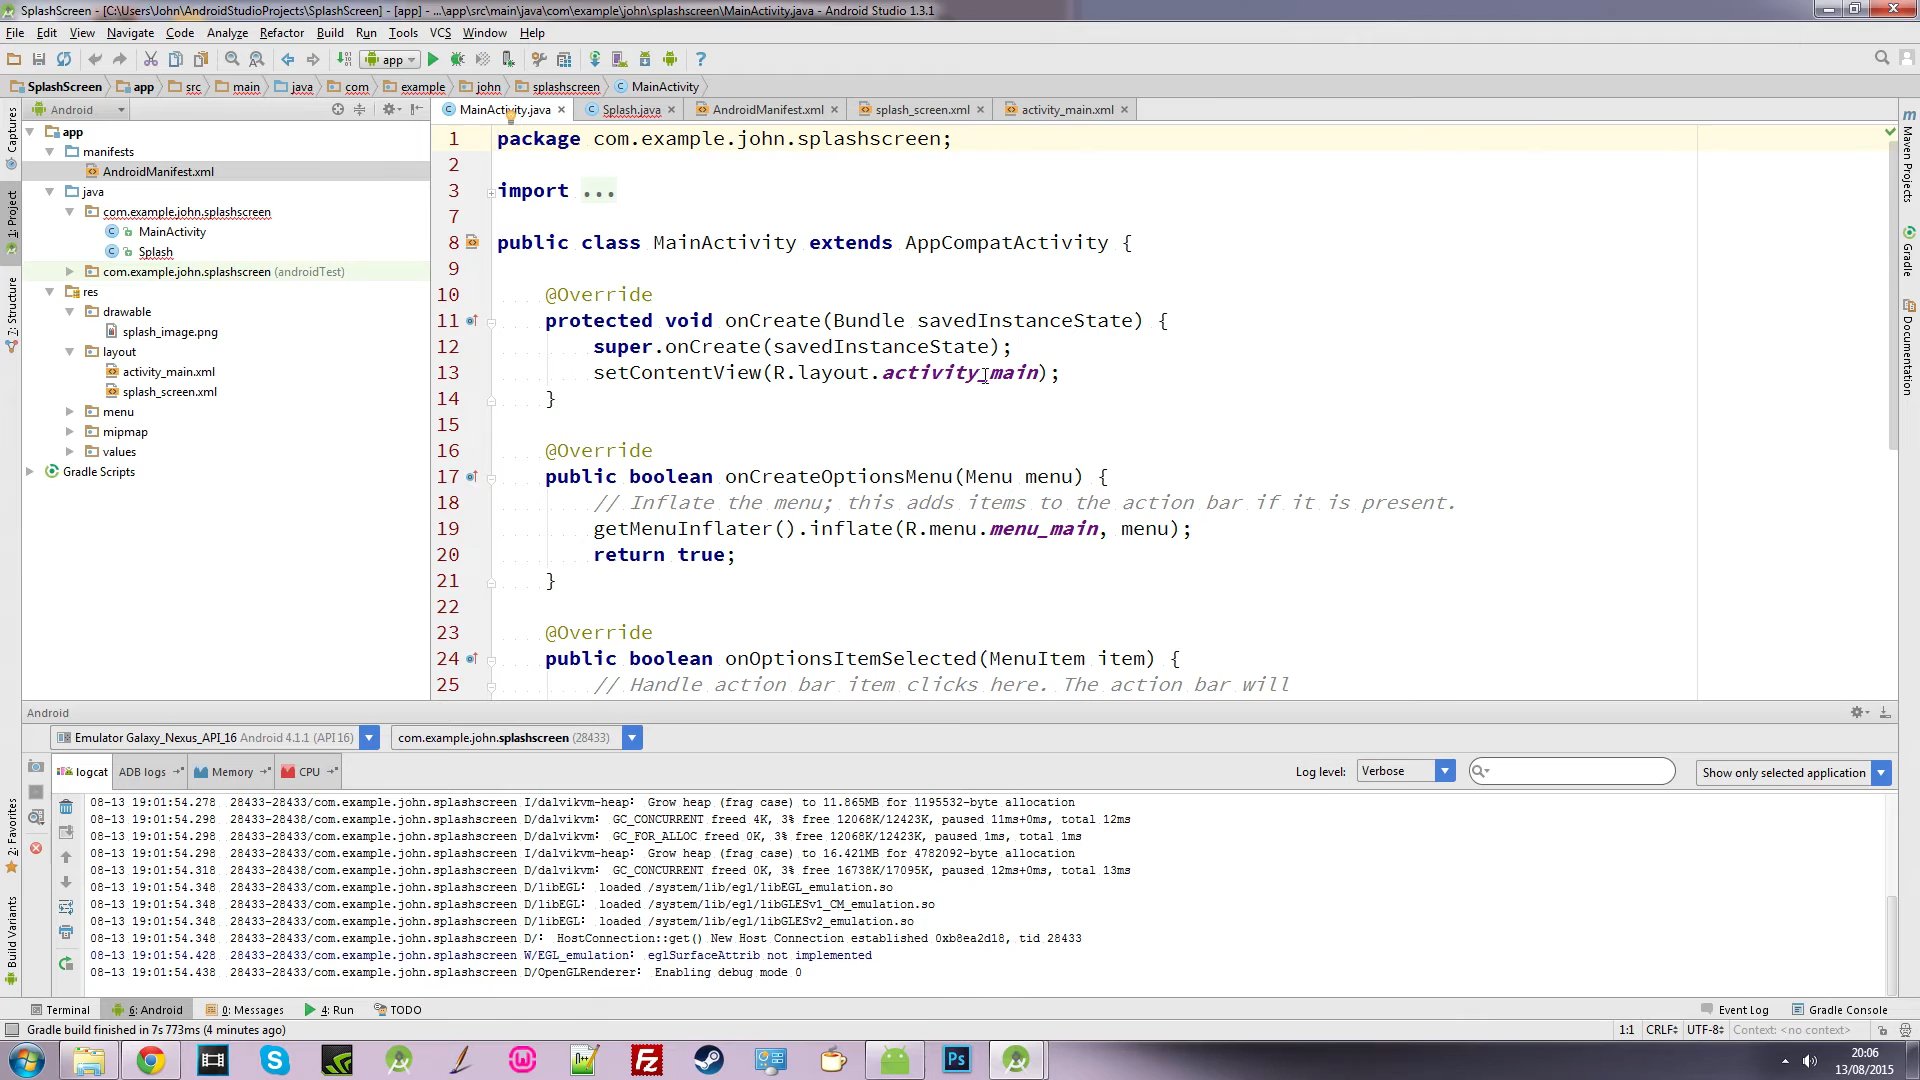 SplashScreen - [C:\Users\John\AndroidStudioProjects\SplashScreen] - [app] - ...\app\src\main\java\com\example\john\splashscreen\MainActivity.java - Android Studio 1.3.1
File Edit View Navigate Code Analyze Refactor Build Run Tools VCS Window Help
app
SplashScreen app src main java com example john splashscreen MainActivity
Android
MainActivity.java Splash.java AndroidManifest.xml splash_screen.xml activity_main.xml
Captures
1: Project
7: Structure
2: Favorites
Build Variants
app
manifests
AndroidManifest.xml
java
com.example.john.splashscreen
MainActivity
Splash
com.example.john.splashscreen (androidTest)
res
drawable
splash_image.png
layout
activity_main.xml
splash_screen.xml
menu
mipmap
values
Gradle Scripts
1 package com.example.john.splashscreen;
2
3 import ...
7
8 public class MainActivity extends AppCompatActivity {
9
10 @Override
11 protected void onCreate(Bundle savedInstanceState) {
12 super.onCreate(savedInstanceState);
13 setContentView(R.layout.activity_main);
14 }
15
16 @Override
17 public boolean onCreateOptionsMenu(Menu menu) {
18 // Inflate the menu; this adds items to the action bar if it is present.
19 getMenuInflater().inflate(R.menu.menu_main, menu);
20 return true;
21 }
22
23 @Override
24 public boolean onOptionsItemSelected(MenuItem item) {
25 // Handle action bar item clicks here. The action bar will
Maven Projects
Gradle
Documentation
Android
Emulator Galaxy_Nexus_API_16 Android 4.1.1 (API 16) com.example.john.splashscreen (28433)
logcat ADB logs Memory CPU Log level: Verbose Show only selected application
08-13 19:01:54.278 28433-28433/com.example.john.splashscreen I/dalvikvm-heap: Grow heap (frag case) to 11.865MB for 1195532-byte allocation
08-13 19:01:54.298 28433-28438/com.example.john.splashscreen D/dalvikvm: GC_CONCURRENT freed 4K, 3% free 12068K/12423K, paused 11ms+0ms, total 12ms
08-13 19:01:54.298 28433-28433/com.example.john.splashscreen D/dalvikvm: GC_FOR_ALLOC freed 0K, 3% free 12068K/12423K, paused 1ms, total 1ms
08-13 19:01:54.298 28433-28433/com.example.john.splashscreen I/dalvikvm-heap: Grow heap (frag case) to 16.421MB for 4782092-byte allocation
08-13 19:01:54.318 28433-28438/com.example.john.splashscreen D/dalvikvm: GC_CONCURRENT freed 0K, 3% free 16738K/17095K, paused 12ms+0ms, total 13ms
08-13 19:01:54.348 28433-28433/com.example.john.splashscreen D/libEGL: loaded /system/lib/egl/libEGL_emulation.so
08-13 19:01:54.348 28433-28433/com.example.john.splashscreen D/libEGL: loaded /system/lib/egl/libGLESv1_CM_emulation.so
08-13 19:01:54.348 28433-28433/com.example.john.splashscreen D/libEGL: loaded /system/lib/egl/libGLESv2_emulation.so
08-13 19:01:54.348 28433-28433/com.example.john.splashscreen D/: HostConnection::get() New Host Connection established 0xb8ea2d18, tid 28433
08-13 19:01:54.428 28433-28433/com.example.john.splashscreen W/EGL_emulation: eglSurfaceAttrib not implemented
08-13 19:01:54.438 28433-28433/com.example.john.splashscreen D/OpenGLRenderer: Enabling debug mode 0
Terminal 6: Android 0: Messages 4: Run TODO Event Log Gradle Console
Gradle build finished in 7s 773ms (4 minutes ago) 1:1 CRLF UTF-8 Context: <no context>
Ps
20:06
13/08/2015